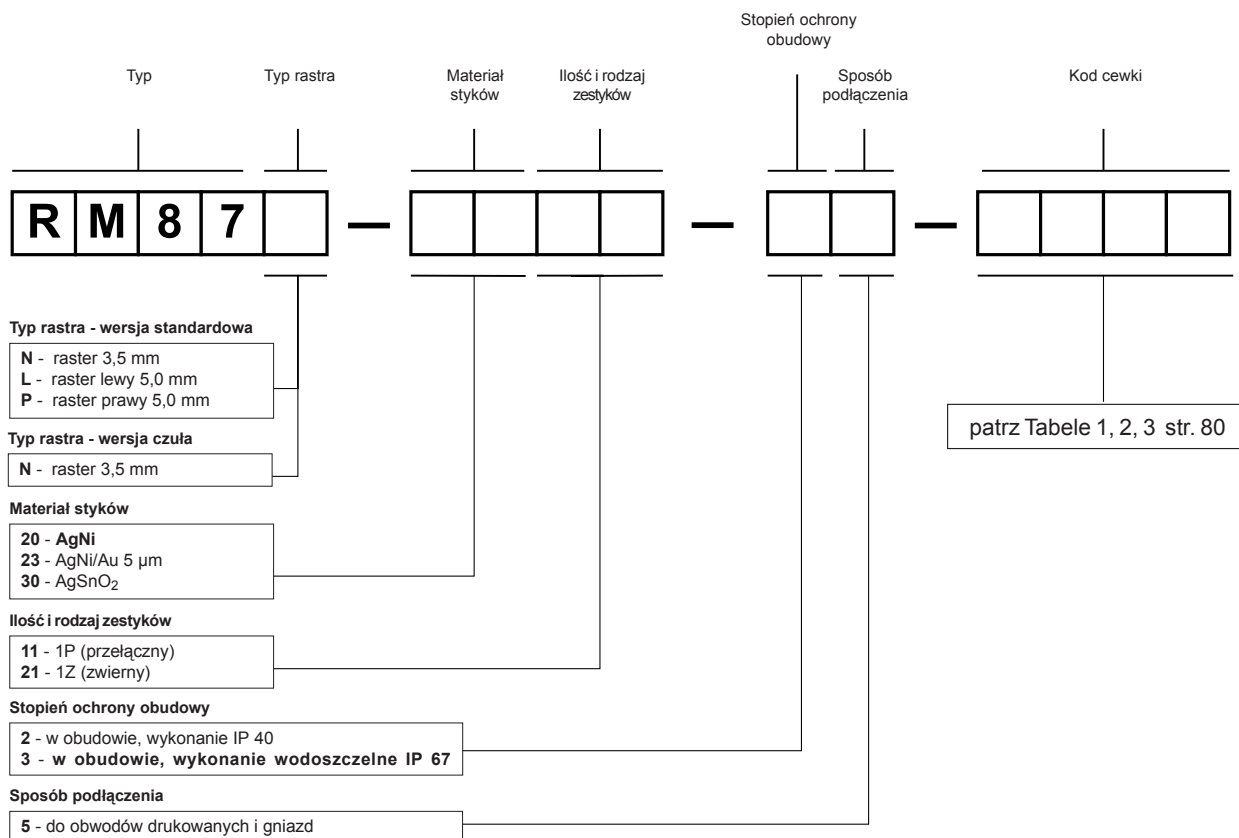 Stopień ochrony
obudowy
Typ
Typ rastra
Materiał
styków
Ilość i rodzaj
zestyków
Sposób
podłączenia
Kod cewki
R M 8 7 — — —
Typ rastra - wersja standardowa
N - raster 3,5 mm
L - raster lewy 5,0 mm
P - raster prawy 5,0 mm
Typ rastra - wersja czuła
N - raster 3,5 mm
patrz Tabele 1, 2, 3 str. 80
Materiał styków
20 - AgNi
23 - AgNi/Au 5 µm
30 - AgSnO2
Ilość i rodzaj zestyków
11 - 1P (przełączny)
21 - 1Z (zwierny)
Stopień ochrony obudowy
2 - w obudowie, wykonanie IP 40
3 - w obudowie, wykonanie wodoszczelne IP 67
Sposób podłączenia
5 - do obwodów drukowanych i gniazd